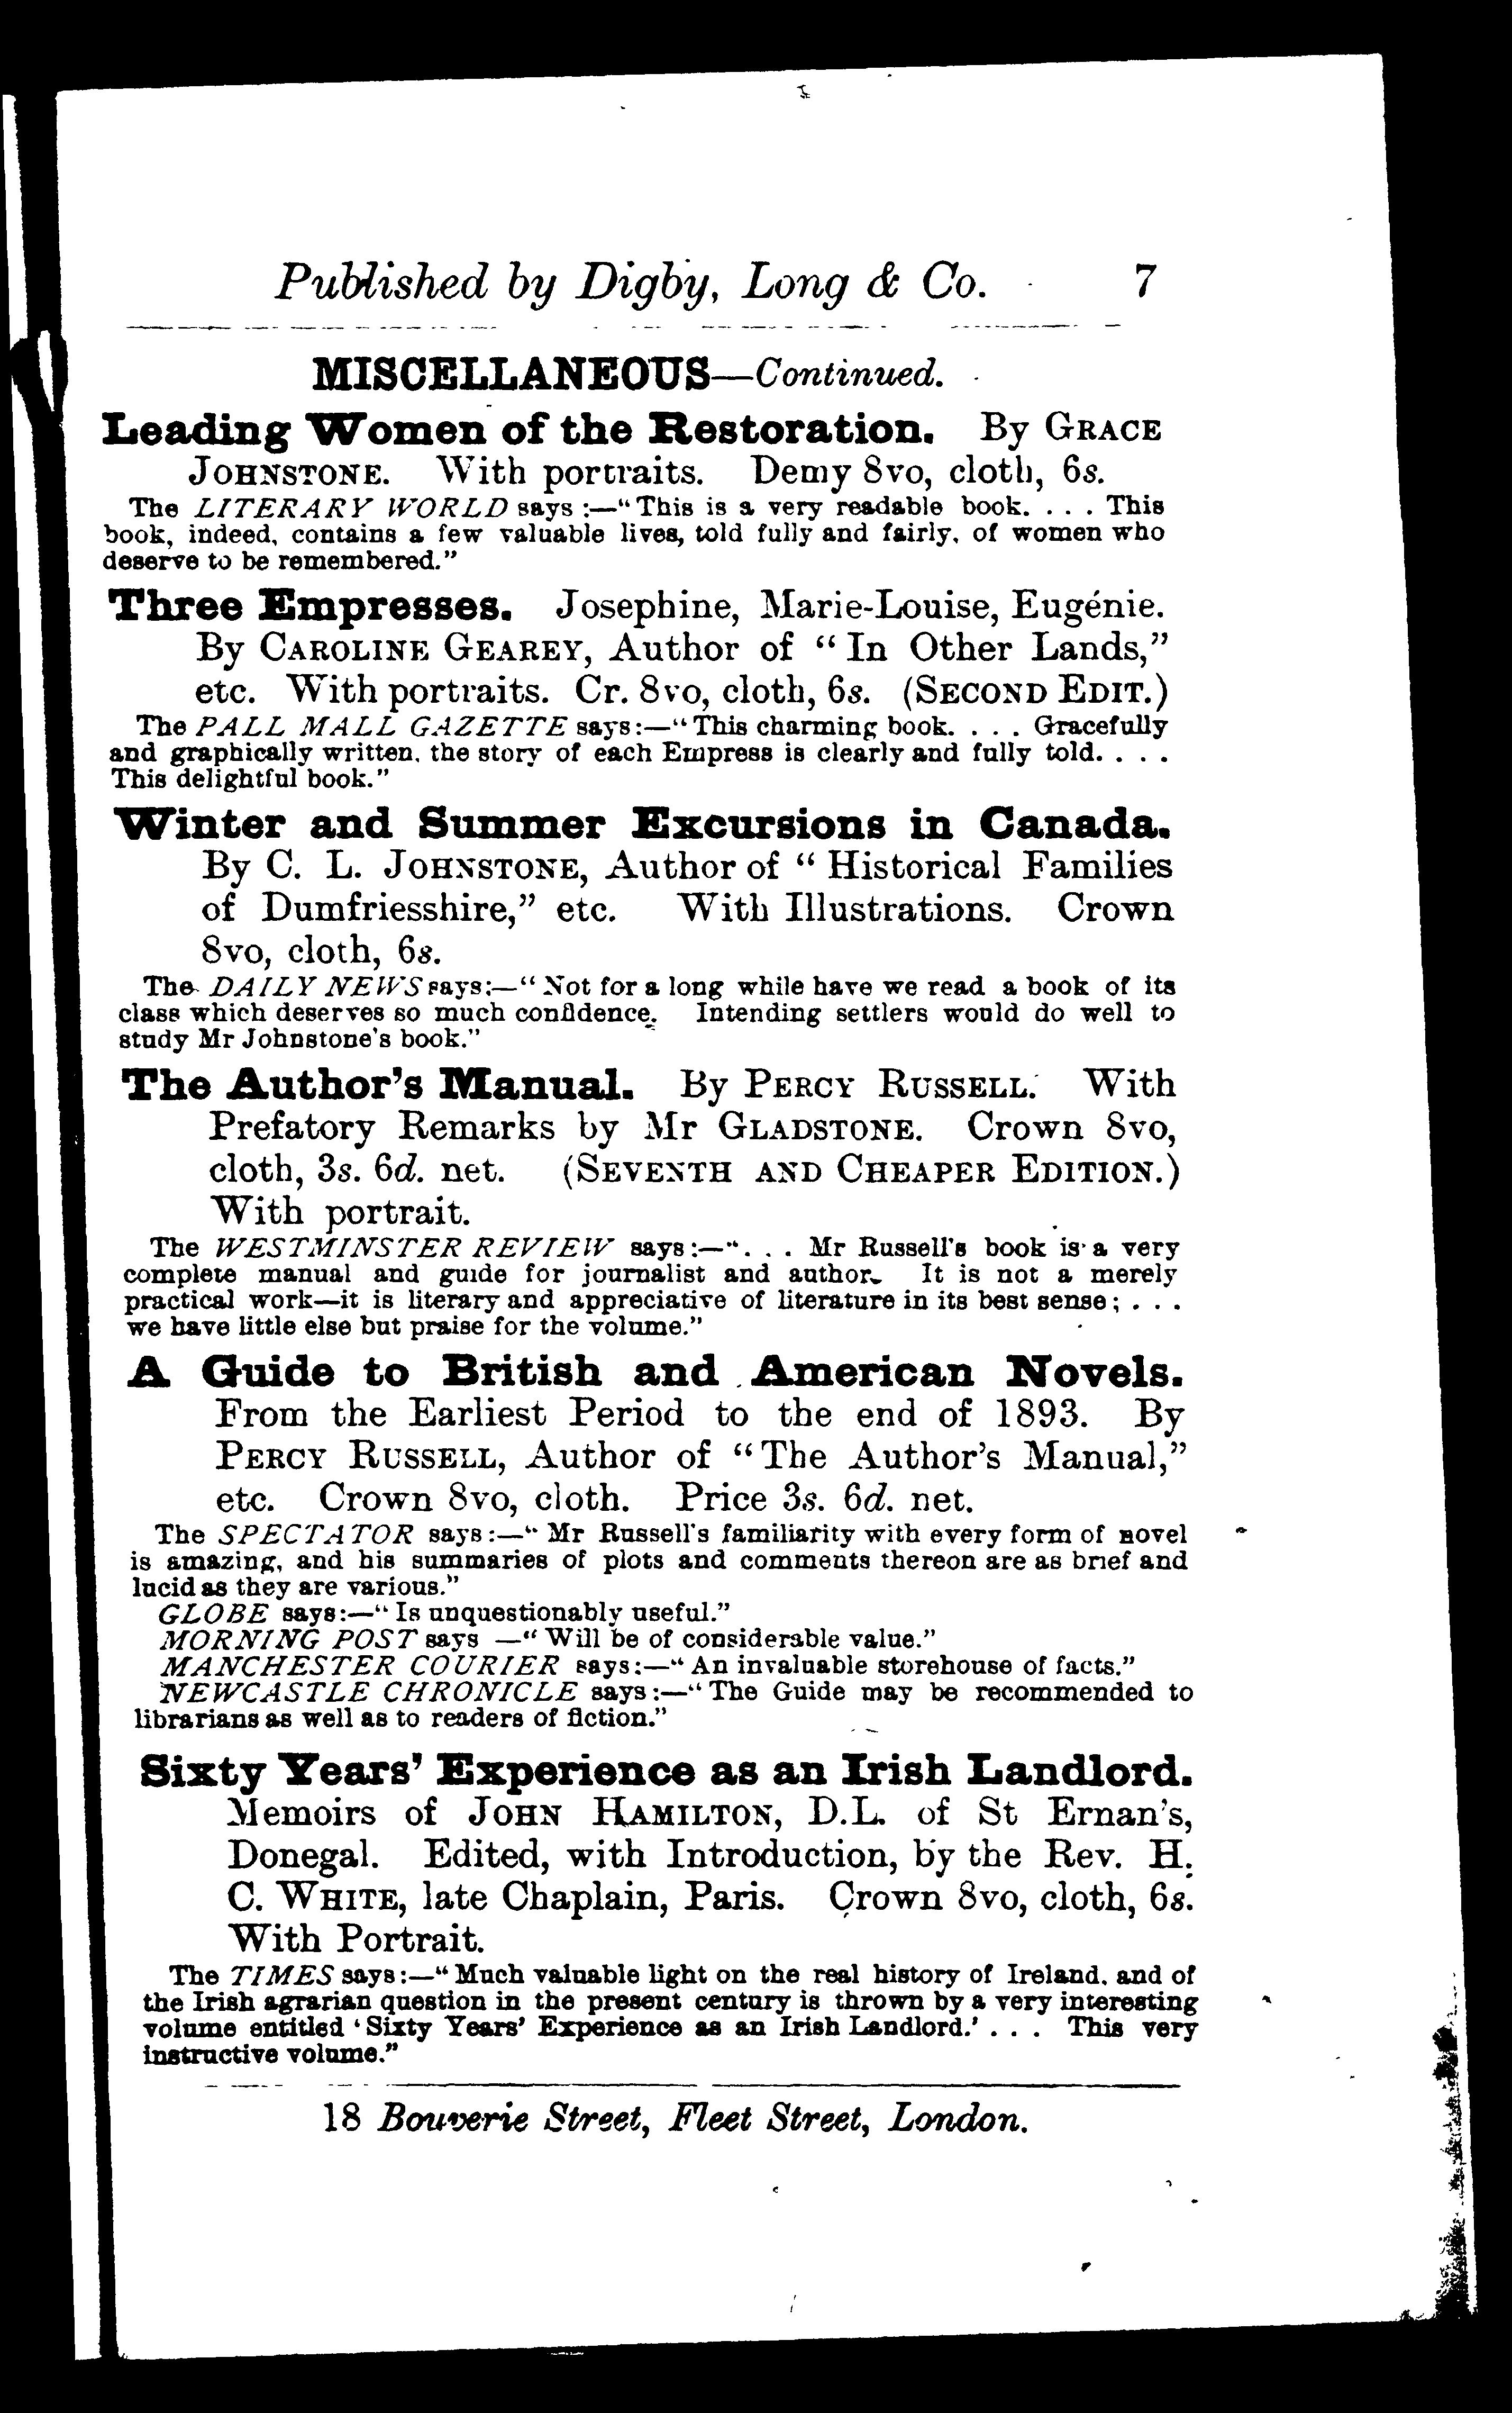 Published by Digby, Long & Co. 7
MISCELLANEOUS—Continued.
Leading Women of the Restoration. By GRACE
JOHNSTONE. With portraits. Demy 8vo, cloth, 6s.
The LITERARY WORLD says :—"This is a very readable book. . . . This
book, indeed, contains a few valuable lives, told fully and fairly, of women who
deserve to be remembered."
Three Empresses. Josephine, Marie-Louise, Eugénie.
By CAROLINE GEAREY, Author of "In Other Lands,"
etc. With portraits. Cr. 8vo, cloth, 6s. (SECOND EDIT.)
The PALL MALL GAZETTE says:—"This charming book. . . . Gracefully
and graphically written, the story of each Empress is clearly and fully told. . . .
This delightful book."
Winter and Summer Excursions in Canada.
By C. L. JOHNSTONE, Author of "Historical Families
of Dumfriesshire," etc. With Illustrations. Crown
8vo, cloth, 6s.
The DAILY NEWS says:—"Not for a long while have we read a book of its
class which deserves so much confidence. Intending settlers would do well to
study Mr Johnstone's book."
The Author's Manual. By PERCY RUSSELL. With
Prefatory Remarks by Mr GLADSTONE. Crown 8vo,
cloth, 3s. 6d. net. (SEVENTH AND CHEAPER EDITION.)
With portrait.
The WESTMINSTER REVIEW says:—". . . Mr Russell's book is a very
complete manual and guide for journalist and author. It is not a merely
practical work—it is literary and appreciative of literature in its best sense; . . .
we have little else but praise for the volume."
A Guide to British and American Novels.
From the Earliest Period to the end of 1893. By
PERCY RUSSELL, Author of "The Author's Manual,"
etc. Crown 8vo, cloth. Price 3s. 6d. net.
The SPECTATOR says:—"Mr Russell's familiarity with every form of novel
is amazing, and his summaries of plots and comments thereon are as brief and
lucid as they are various."
GLOBE says:—"Is unquestionably useful."
MORNING POST says —"Will be of considerable value."
MANCHESTER COURIER says:—"An invaluable storehouse of facts."
NEWCASTLE CHRONICLE says:—"The Guide may be recommended to
librarians as well as to readers of fiction."
Sixty Years' Experience as an Irish Landlord.
Memoirs of JOHN HAMILTON, D.L. of St Ernan's,
Donegal. Edited, with Introduction, by the Rev. H.
C. WHITE, late Chaplain, Paris. Crown 8vo, cloth, 6s.
With Portrait.
The TIMES says:—"Much valuable light on the real history of Ireland, and of
the Irish agrarian question in the present century is thrown by a very interesting
volume entitled 'Sixty Years' Experience as an Irish Landlord.' . . . This very
instructive volume."
18 Bouverie Street, Fleet Street, London.